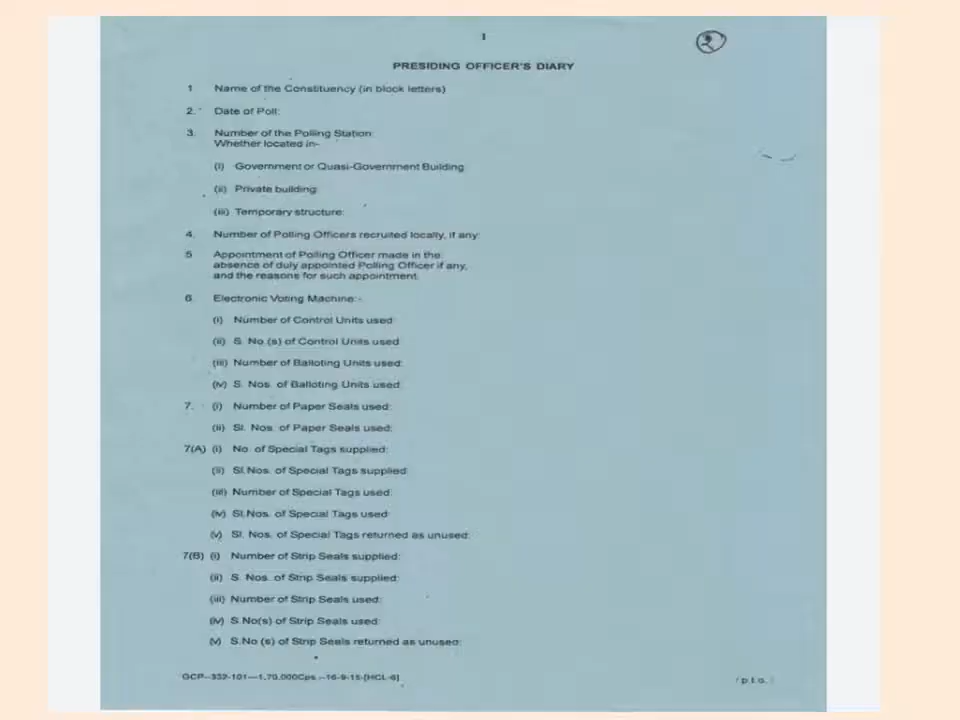 1
२
PRESIDING OFFICER'S DIARY
1 Name of the Constituency (in block letters)
2. Date of Poll:
3. Number of the Polling Station:
Whether located in-
(i) Government or Quasi-Government Building
(ii) Private building
(iii) Temporary structure:
4. Number of Polling Officers recruited locally, if any:
5 Appointment of Polling Officer made in the
absence of duly appointed Polling Officer if any,
and the reasons for such appointment
6 Electronic Voting Machine:-
(i) Number of Control Units used:
(ii) S. No.(s) of Control Units used
(iii) Number of Balloting Units used:
(iv) S. Nos. of Balloting Units used:
7. (i) Number of Paper Seals used:
(ii) Sl. Nos. of Paper Seals used:
7(A) (i) No. of Special Tags supplied:
(ii) Sl.Nos. of Special Tags supplied
(iii) Number of Special Tags used:
(iv) Sl.Nos. of Special Tags used:
(v) Sl. Nos. of Special Tags returned as unused:
7(B) (i) Number of Strip Seals supplied:
(ii) S. Nos. of Strip Seals supplied:
(iii) Number of Strip Seals used:
(iv) S.No(s) of Strip Seals used:
(v) S.No (s) of Strip Seals returned as unused:
GCP--332-101—1,70,000Cps.--16-9-15-[HCL-6]
p.t.o.